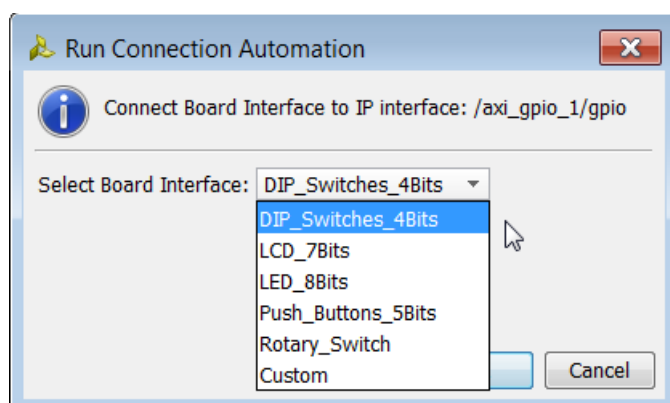 Run Connection Automation
Connect Board Interface to IP interface: /axi_gpio_1/gpio
Select Board Interface: DIP_Switches_4Bits
DIP_Switches_4Bits
LCD_7Bits
LED_8Bits
Push_Buttons_5Bits
Rotary_Switch
Custom
Cancel